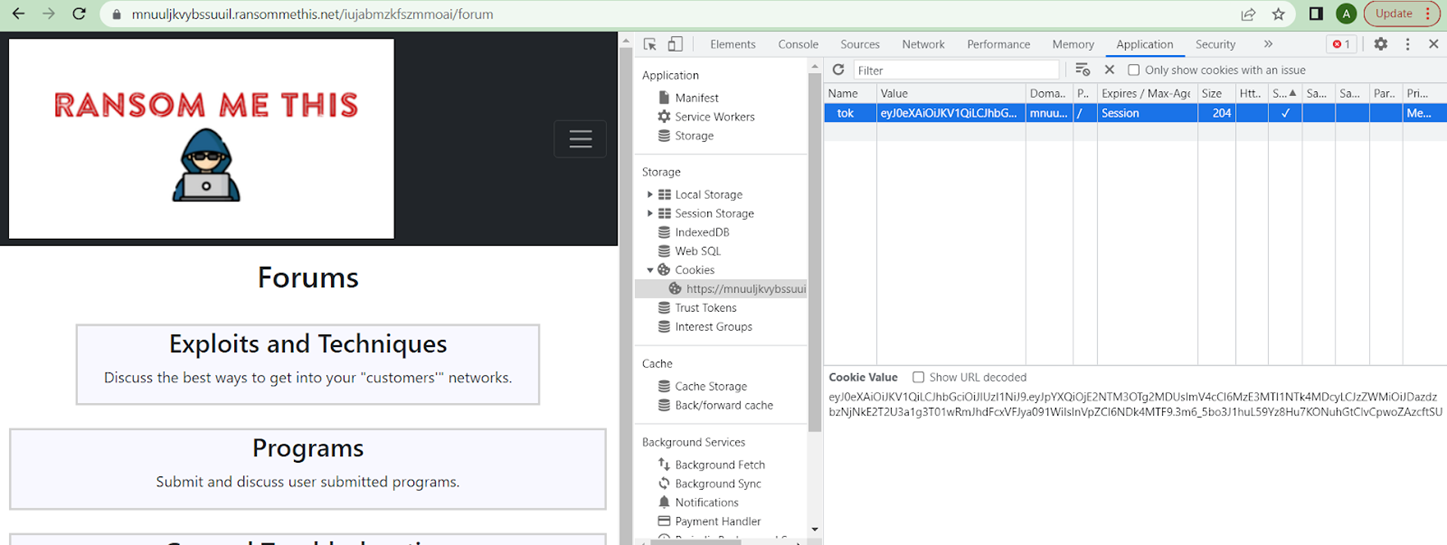 mnuuljkvybssuuil.ransommethis.net/iujabmzkfszmmoai/forum
A
Update
RANSOM ME THIS
Forums
Exploits and Techniques
Discuss the best ways to get into your "customers'" networks.
Programs
Submit and discuss user submitted programs.
Elements Console Sources Network Performance Memory Application Security » 1
Application
Manifest
Service Workers
Storage
Storage
Local Storage
Session Storage
IndexedDB
Web SQL
Cookies
https://mnuuljkvybssuui
Trust Tokens
Interest Groups
Cache
Cache Storage
Back/forward cache
Background Services
Background Fetch
Background Sync
Notifications
Payment Handler
Filter
Only show cookies with an issue
Name Value Doma.. P.. Expires / Max-Age Size Htt.. S... Sa... Sa... Par... Pri...
tok eyJ0eXAiOiJKV1QiLCJhbG... mnuu... / Session 204 ✓ Me...
Cookie Value Show URL decoded